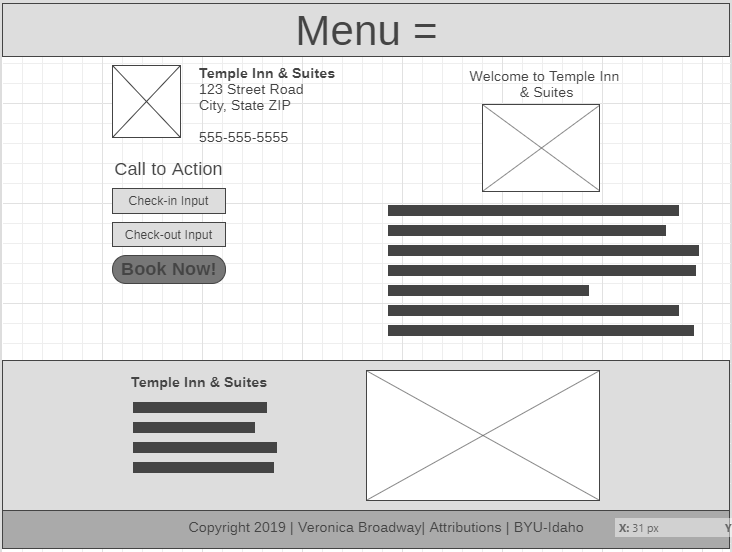 Menu =
Temple Inn & Suites
123 Street Road
City, State ZIP
555-555-5555
Call to Action
Check-in Input
Check-out Input
Book Now!
Welcome to Temple Inn
& Suites
Temple Inn & Suites
Copyright 2019 | Veronica Broadway| Attributions | BYU-Idaho
X: 31 px
Y